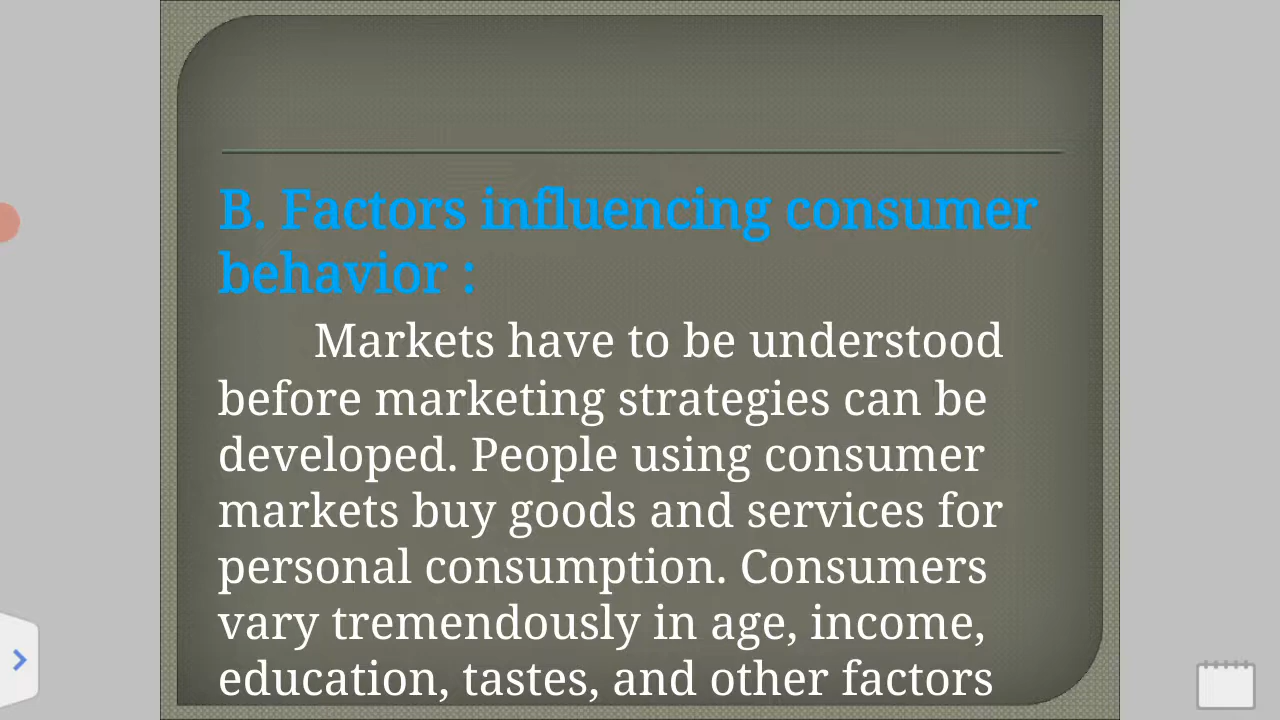 B. Factors influencing consumer
behavior :
Markets have to be understood
before marketing strategies can be
developed. People using consumer
markets buy goods and services for
personal consumption. Consumers
vary tremendously in age, income,
education, tastes, and other factors